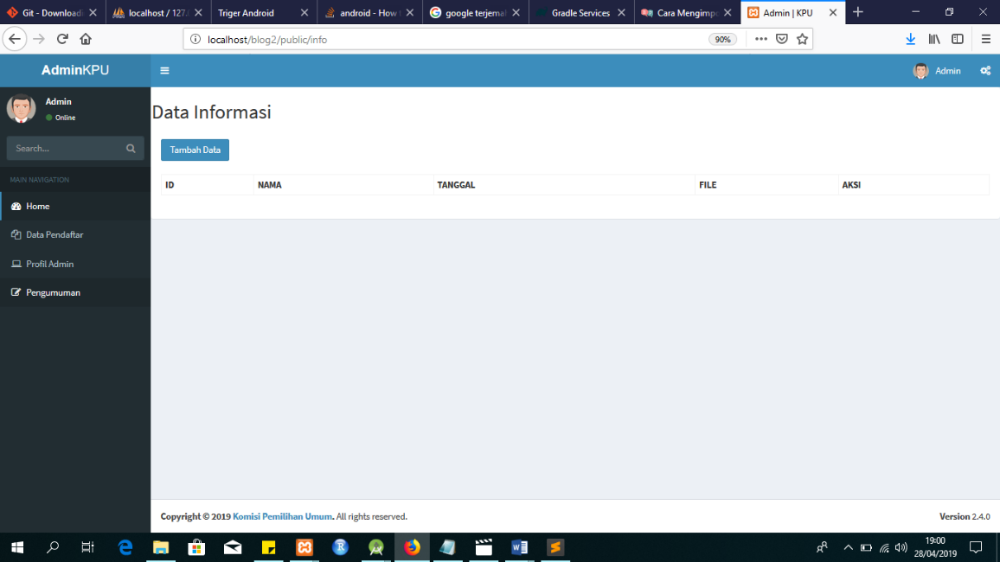 Git - Downloadi
localhost / 127.
Triger Android
android - How t
google terjemal
Gradle Services
Cara Mengimpo
Admin | KPU
localhost/blog2/public/info
90%
AdminKPU
Admin
Admin
Online
Search...
MAIN NAVIGATION
Home
Data Pendaftar
Profil Admin
Pengumuman
Data Informasi
Tambah Data
ID NAMA TANGGAL FILE AKSI
Copyright © 2019 Komisi Pemilihan Umum. All rights reserved.
Version 2.4.0
19:00
28/04/2019